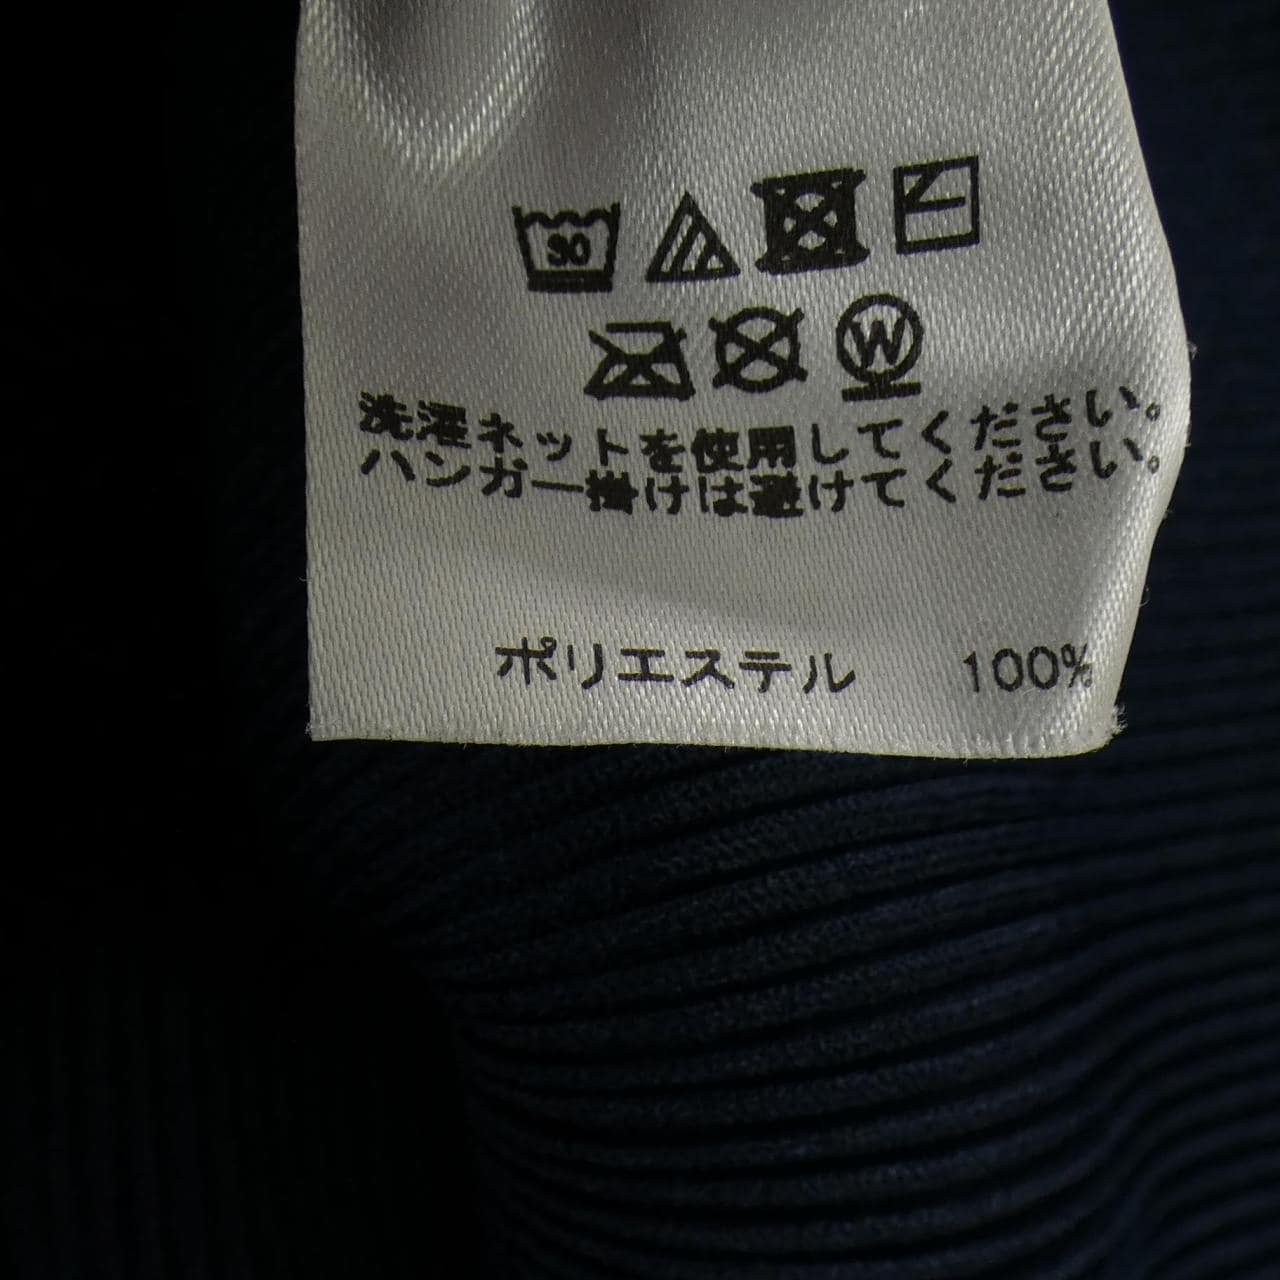 30
W
洗濯ネットを使用してください。
ハンガー掛けは避けてください。
ポリエステル 100%